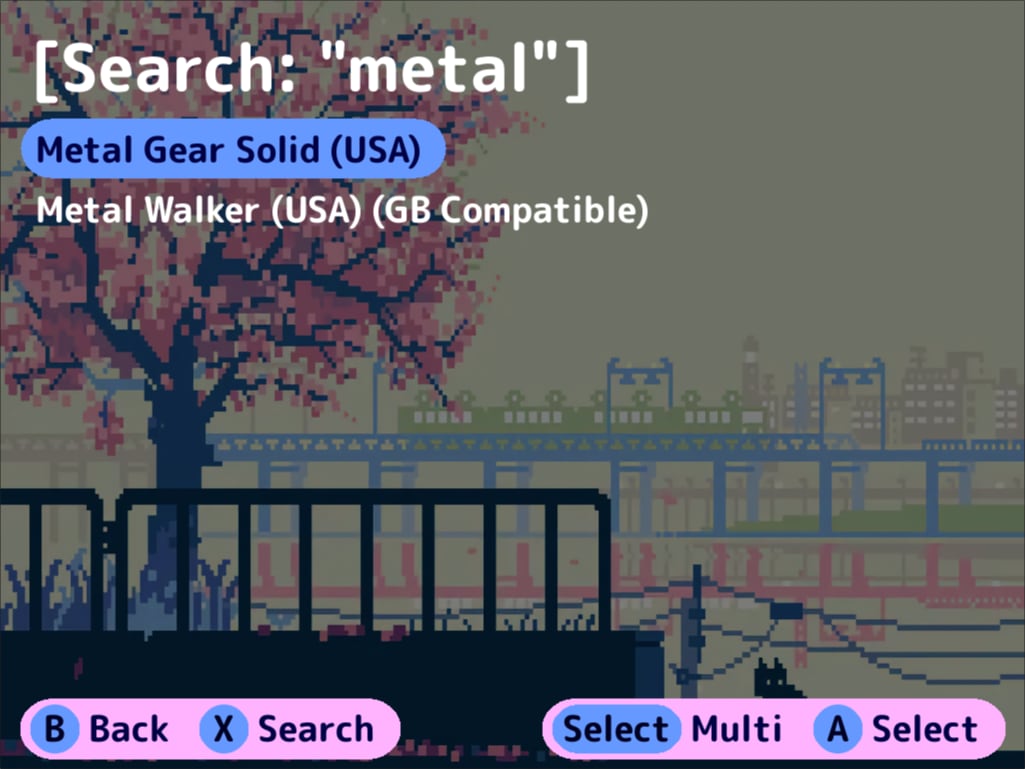 [Search: "metal"]
Metal Gear Solid (USA)
Metal Walker (USA) (GB Compatible)
B Back X Search Select Multi A Select